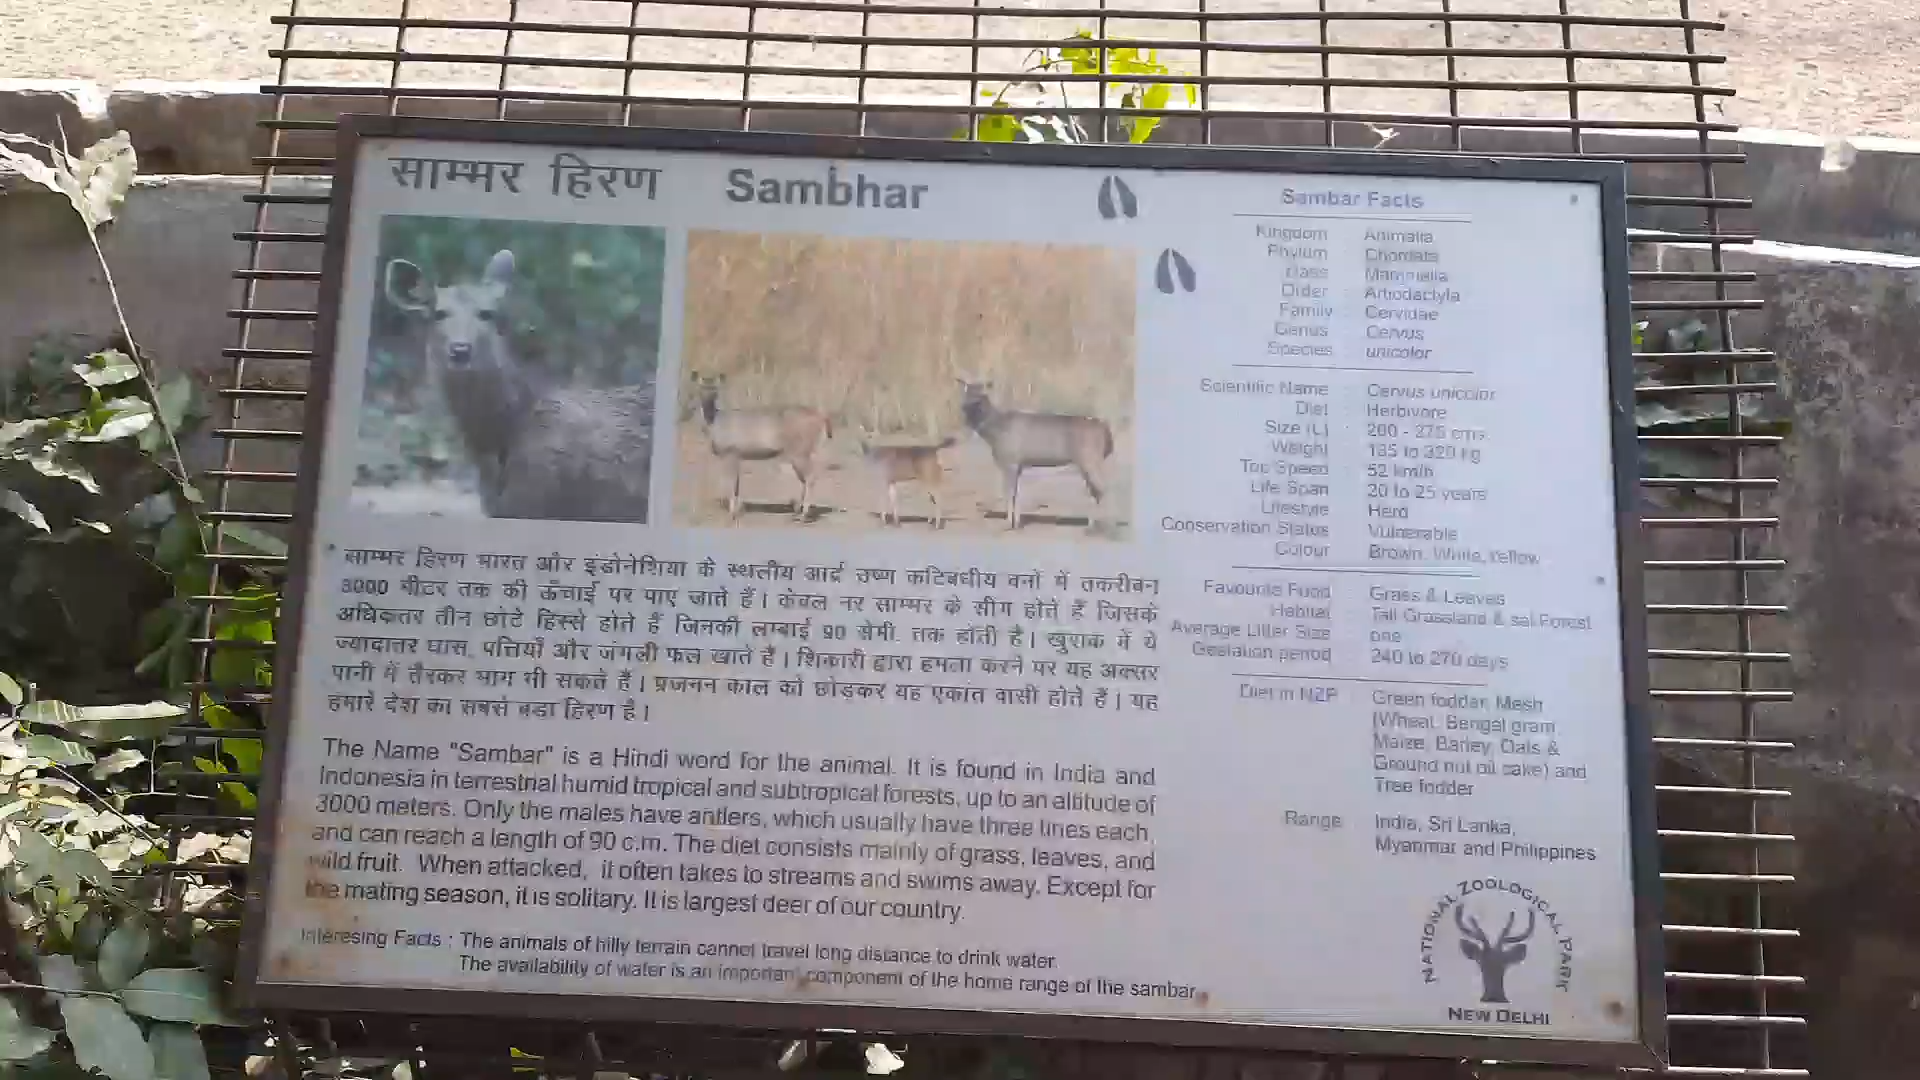 साम्भर हिरण Sambhar
साम्भर हिरण भारत और इंडोनेशिया के स्थलीय आर्द्र उष्ण कटिबंधीय वनों में तकरीबन
3000 मीटर तक की ऊँचाई पर पाए जाते हैं। केवल नर साम्भर के सींग होते हैं जिसके
अधिकतर तीन छोटे हिस्से होते हैं जिनकी लम्बाई 90 सेमी. तक होती है। खुराक में ये
ज्यादातर घास, पत्तियाँ और जंगली फल खाते हैं। शिकारी द्वारा हमला करने पर यह अक्सर
पानी में तैरकर भाग भी सकते हैं। प्रजनन काल को छोड़कर यह एकांत वासी होते हैं। यह
हमारे देश का सबसे बडा हिरण है।
The Name "Sambar" is a Hindi word for the animal. It is found in India and
Indonesia in terrestrial humid tropical and subtropical forests, up to an altitude of
3000 meters. Only the males have antlers, which usually have three tines each,
and can reach a length of 90 c.m. The diet consists mainly of grass, leaves, and
wild fruit. When attacked, it often takes to streams and swims away. Except for
the mating season, it is solitary. It is largest deer of our country.
Interesing Facts : The animals of hilly terrain cannot travel long distance to drink water.
The availability of water is an important component of the home range of the sambar
Sambar Facts
Kingdom : Animalia
Phylum : Chordata
Class : Mammalia
Order : Artiodactyla
Family : Cervidae
Genus : Cervus
Species : unicolor
Scientific Name : Cervus unicolor
Diet : Herbivore
Size (L) : 260 - 275 cms.
Weight : 135 to 320 kg
Top Speed : 52 km/h
Life Span : 20 to 25 years
Lifestyle : Herd
Conservation Status : Vulnerable
Colour : Brown, White, Yellow
Favourite Food : Grass & Leaves
Habitat : Tall Grassland & sal Forest
Average Litter Size : one
Gestation period : 240 to 270 days
Diet in NZP : Green fodder, Mash
(Wheat, Bengal gram,
Maize, Barley, Oats &
Ground nut oil cake) and
Tree fodder
Range : India, Sri Lanka,
Myanmar and Philippines
NATIONAL ZOOLOGICAL PARK
NEW DELHI